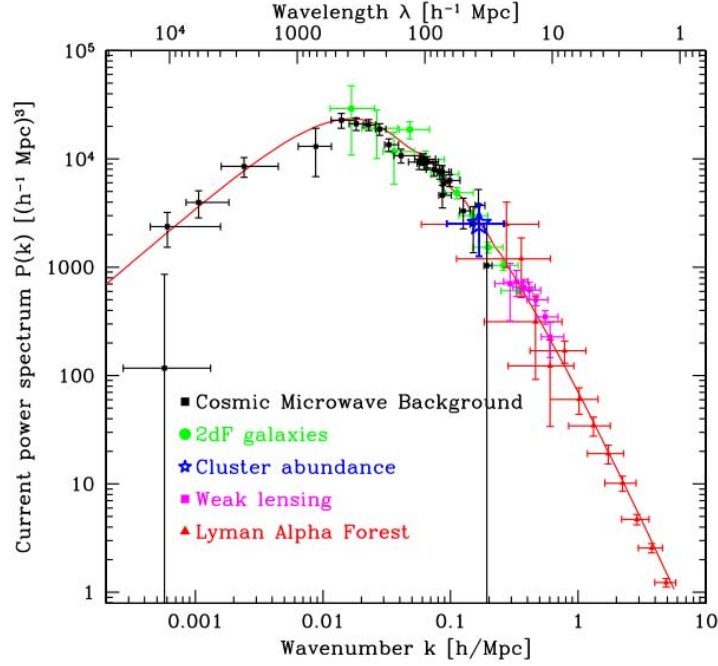 Wavelength λ [h⁻¹ Mpc]
10⁴ 1000 100 10 1
Current power spectrum P(k) [(h⁻¹ Mpc)³]
10⁵
10⁴
1000
100
10
1
Cosmic Microwave Background
2dF galaxies
Cluster abundance
Weak lensing
Lyman Alpha Forest
0.001 0.01 0.1 1 10
Wavenumber k [h/Mpc]